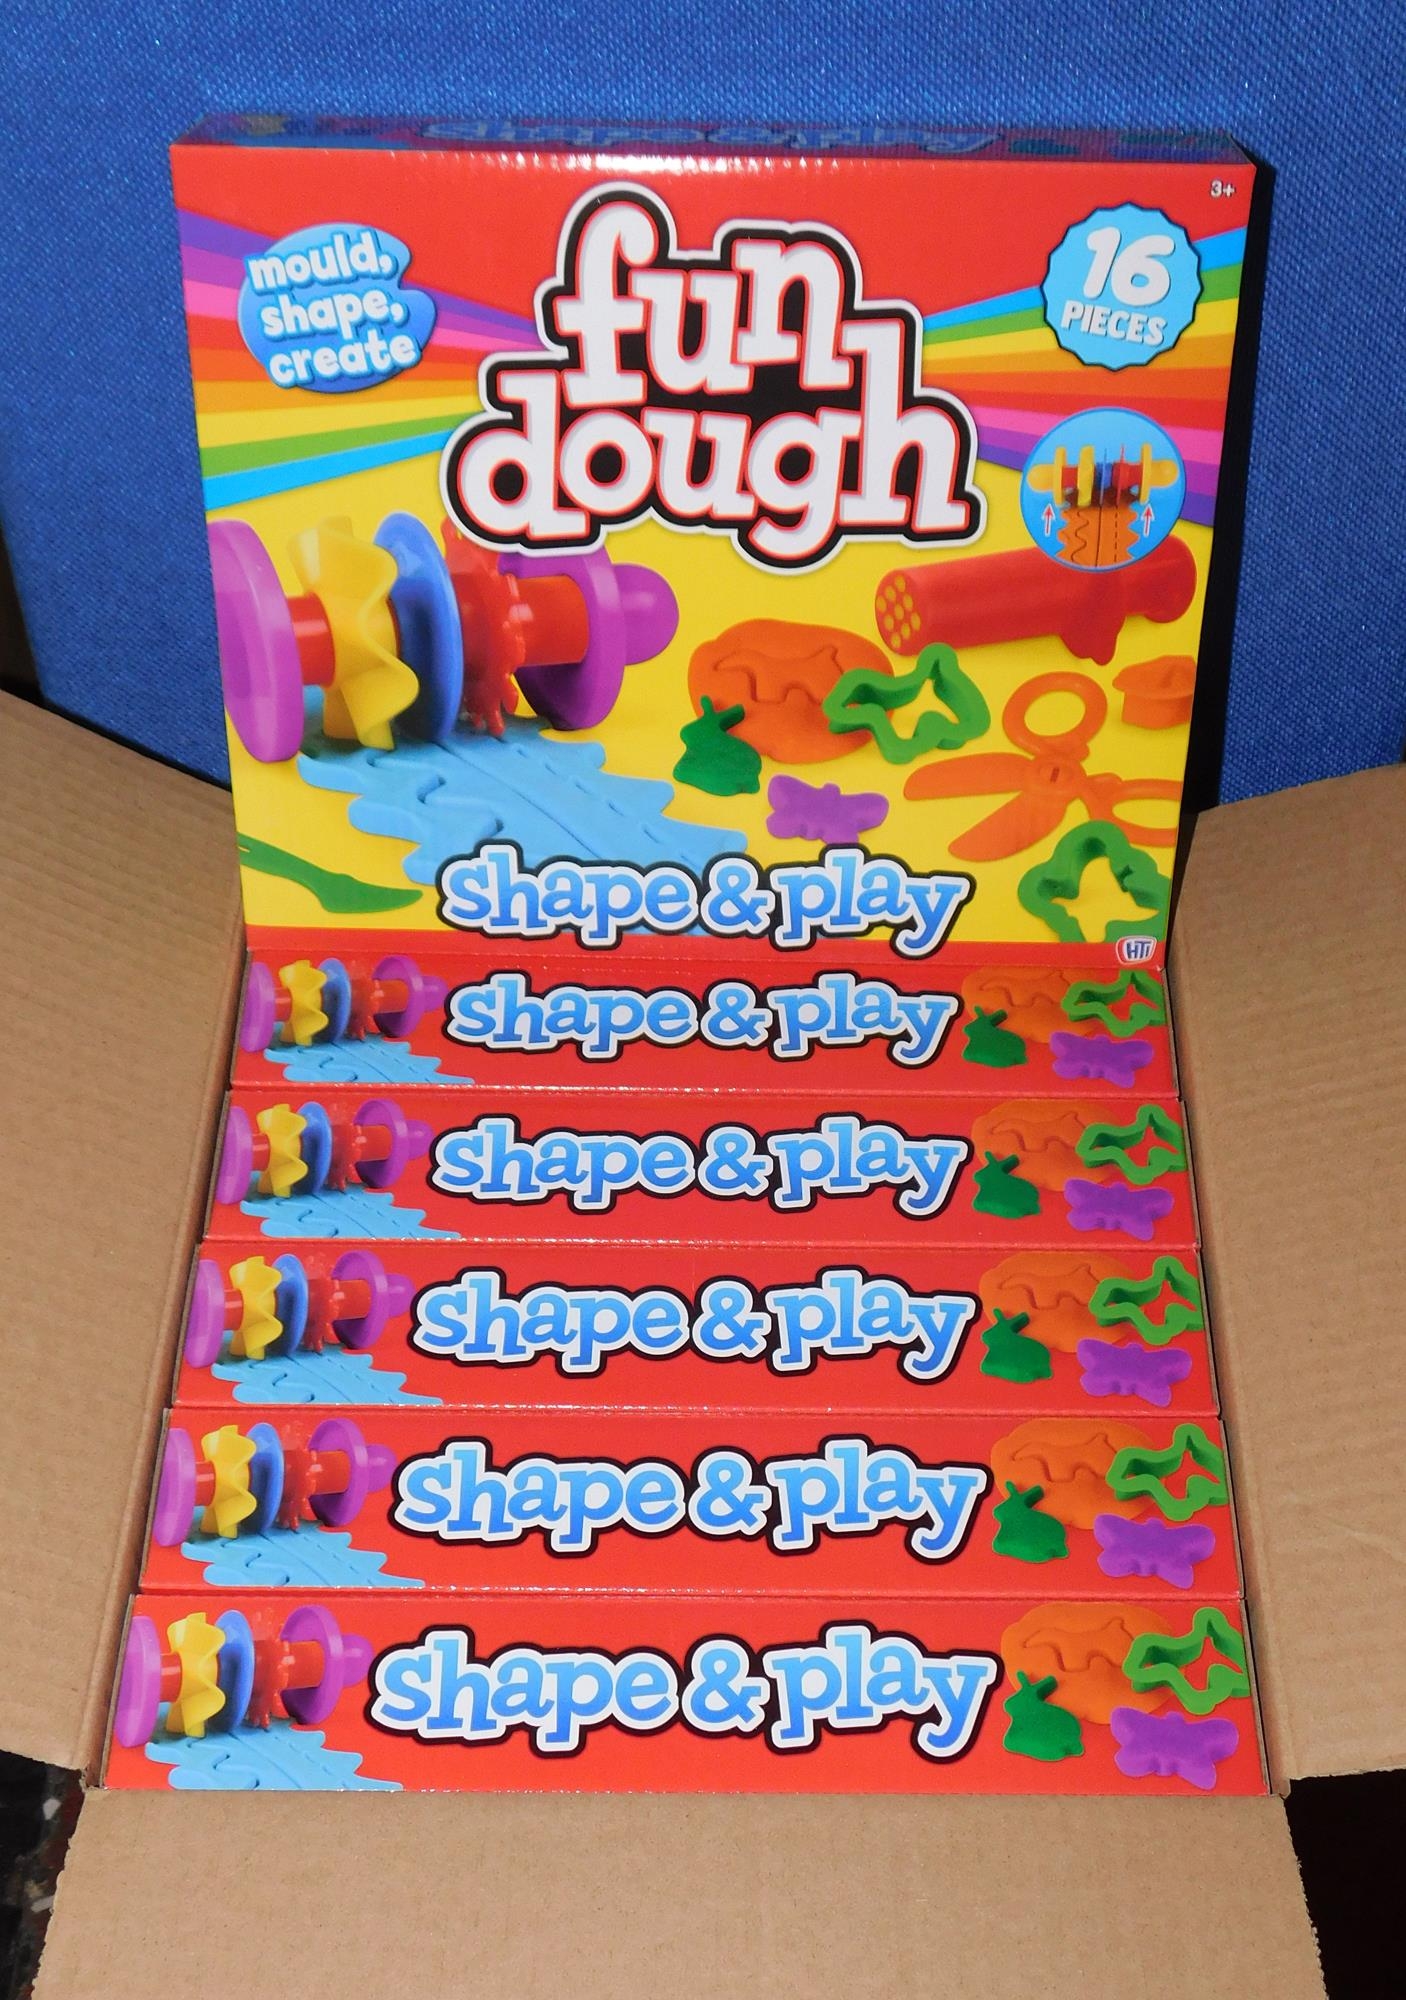 shape & play
3+
fun
dough
mould,
shape,
create
16
PIECES
shape & play
HTi
shape & play
shape & play
shape & play
shape & play
shape & play